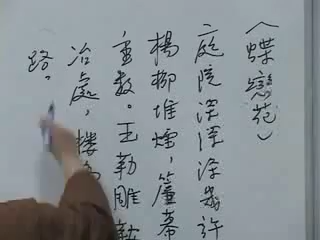 (蝶戀花)
庭院深深深幾許
楊柳堆煙,簾幕
重數。玉勒雕
冶處,樓
路。